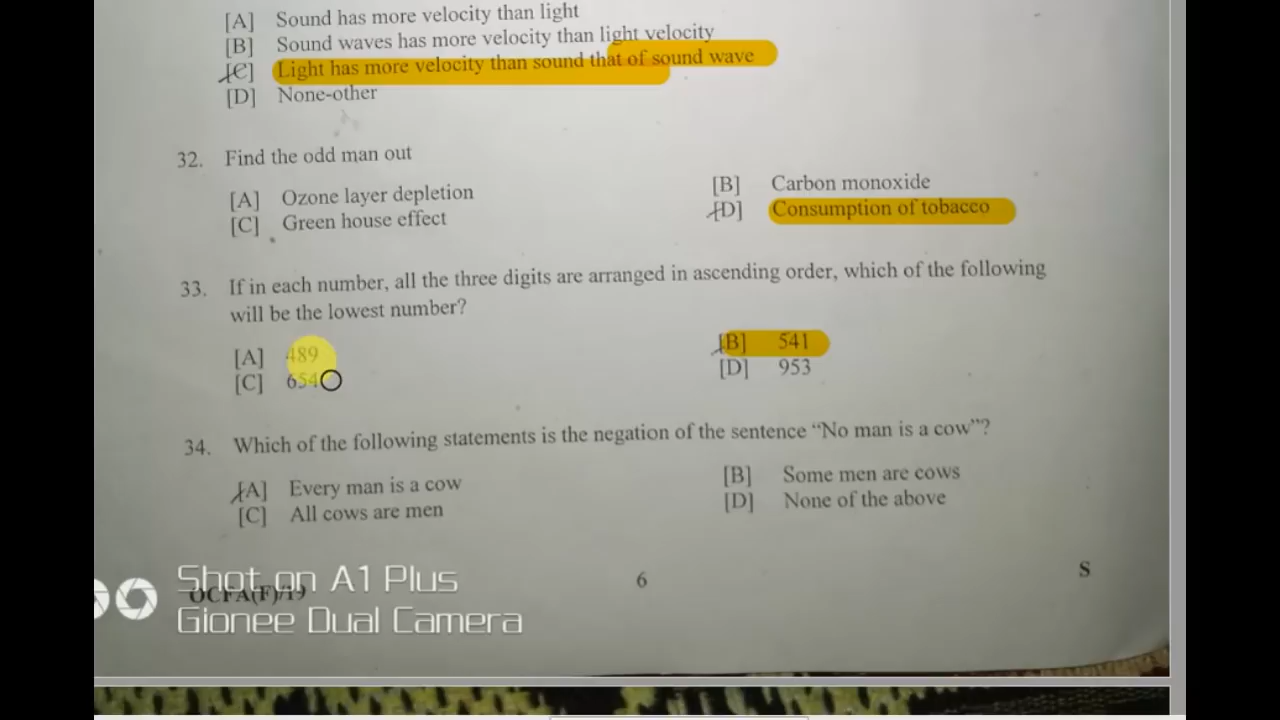 [A] Sound has more velocity than light
[B] Sound waves has more velocity than light velocity
[C] Light has more velocity than sound that of sound wave
[D] None-other
32. Find the odd man out
[A] Ozone layer depletion [B] Carbon monoxide
[C] Green house effect [D] Consumption of tobacco
33. If in each number, all the three digits are arranged in ascending order, which of the following
will be the lowest number?
[A] 489 [B] 541
[C] 654 [D] 953
34. Which of the following statements is the negation of the sentence “No man is a cow”?
[A] Every man is a cow [B] Some men are cows
[C] All cows are men [D] None of the above
Shot on A1 Plus
Gionee Dual Camera
OCFA(F)/19 6 S